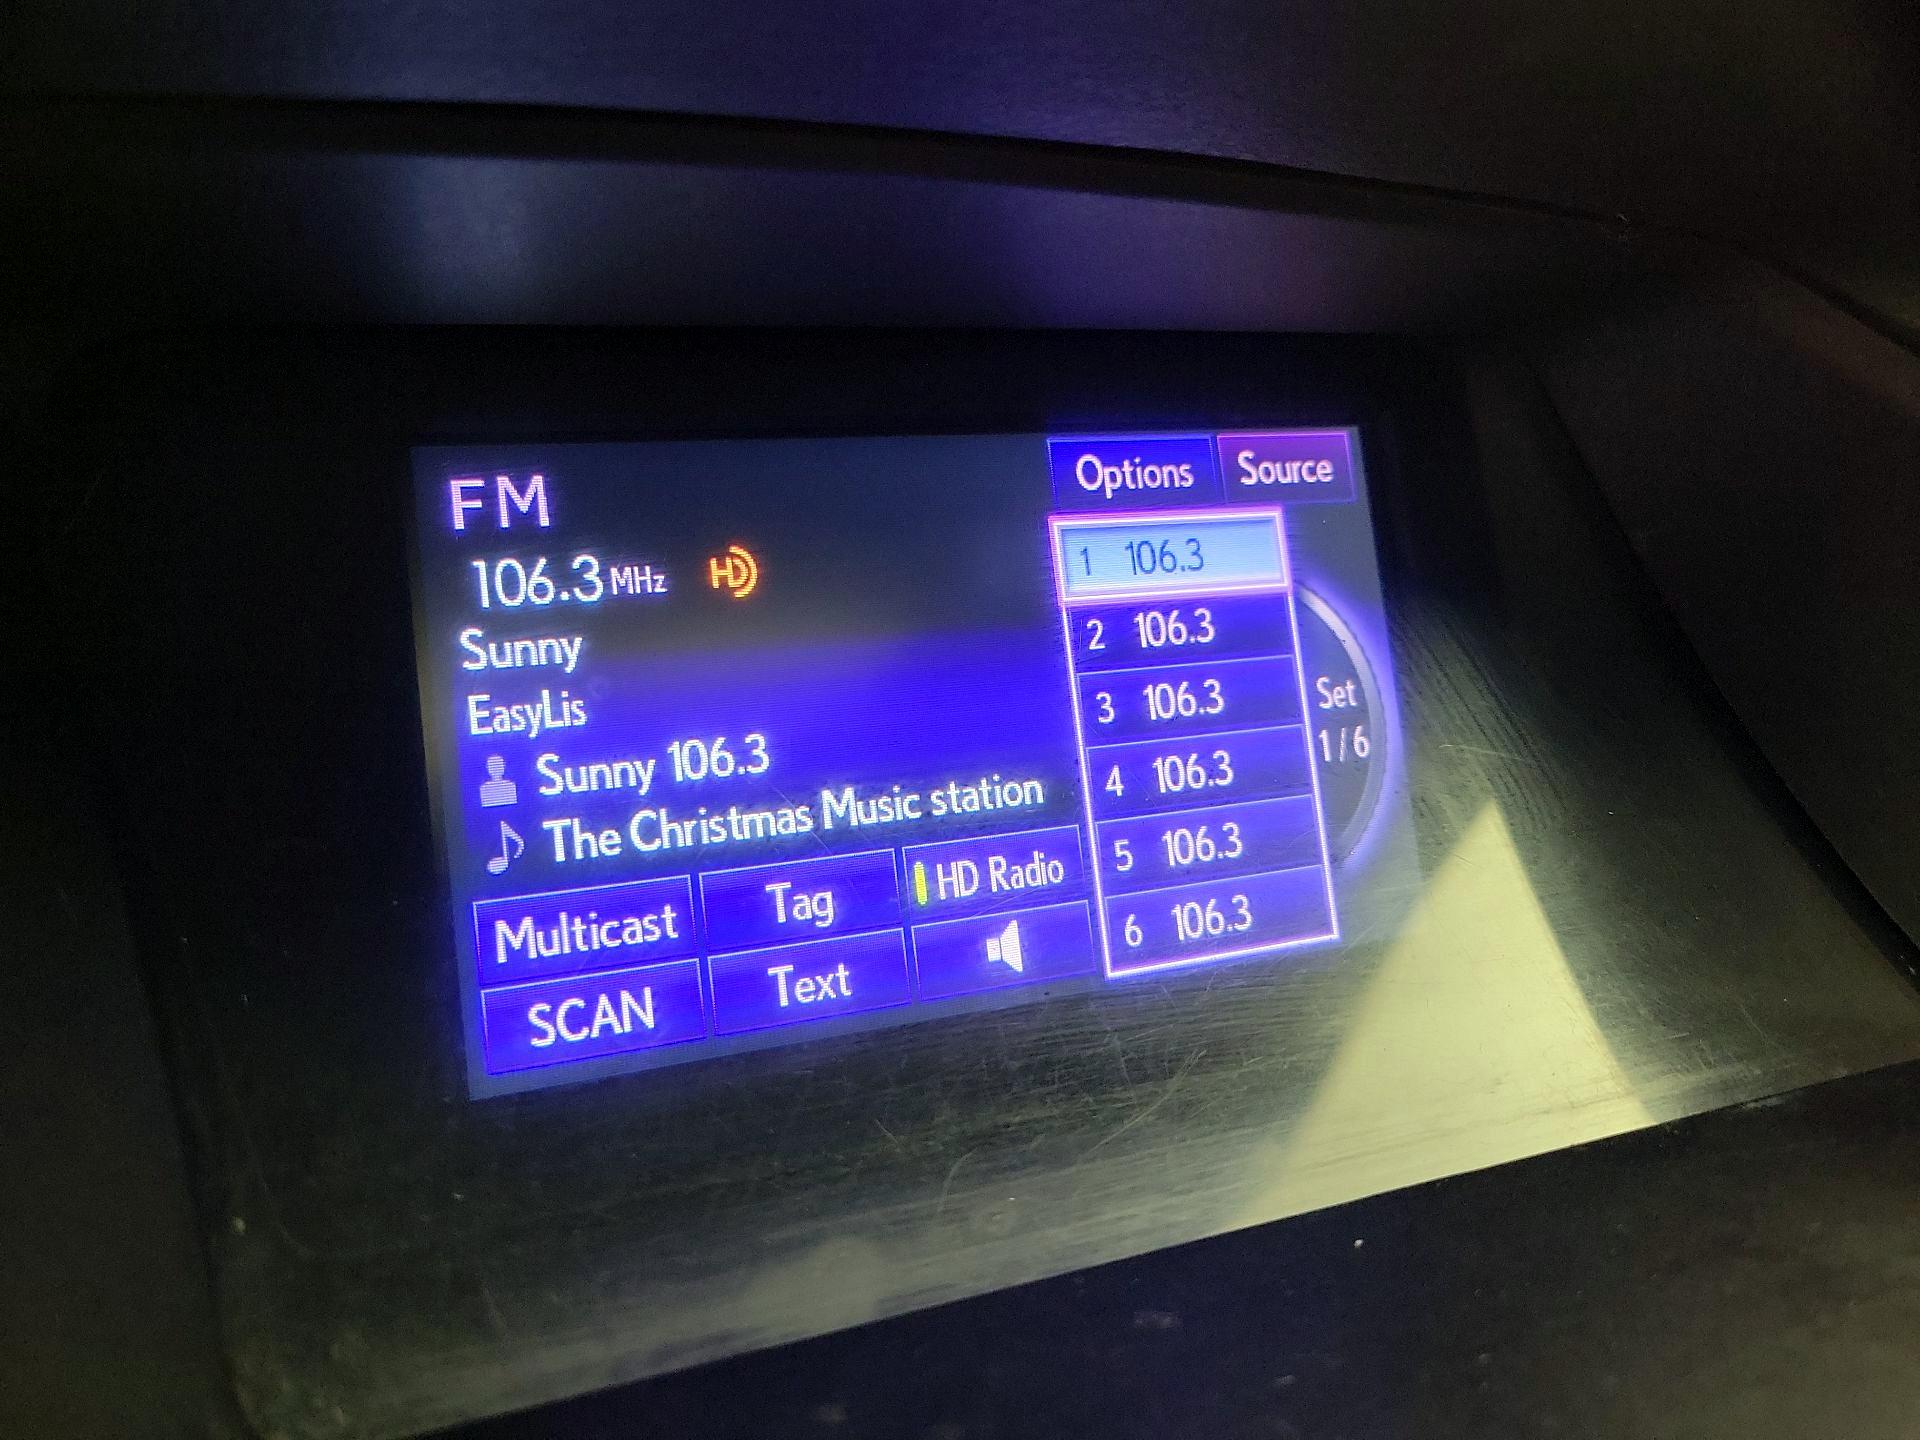 FM
106.3 MHz HD
Sunny
EasyLis
Sunny 106.3
The Christmas Music station
Multicast Tag HD Radio
SCAN Text
Options Source
1 106.3
2 106.3
3 106.3
4 106.3
5 106.3
6 106.3
Set
1/6